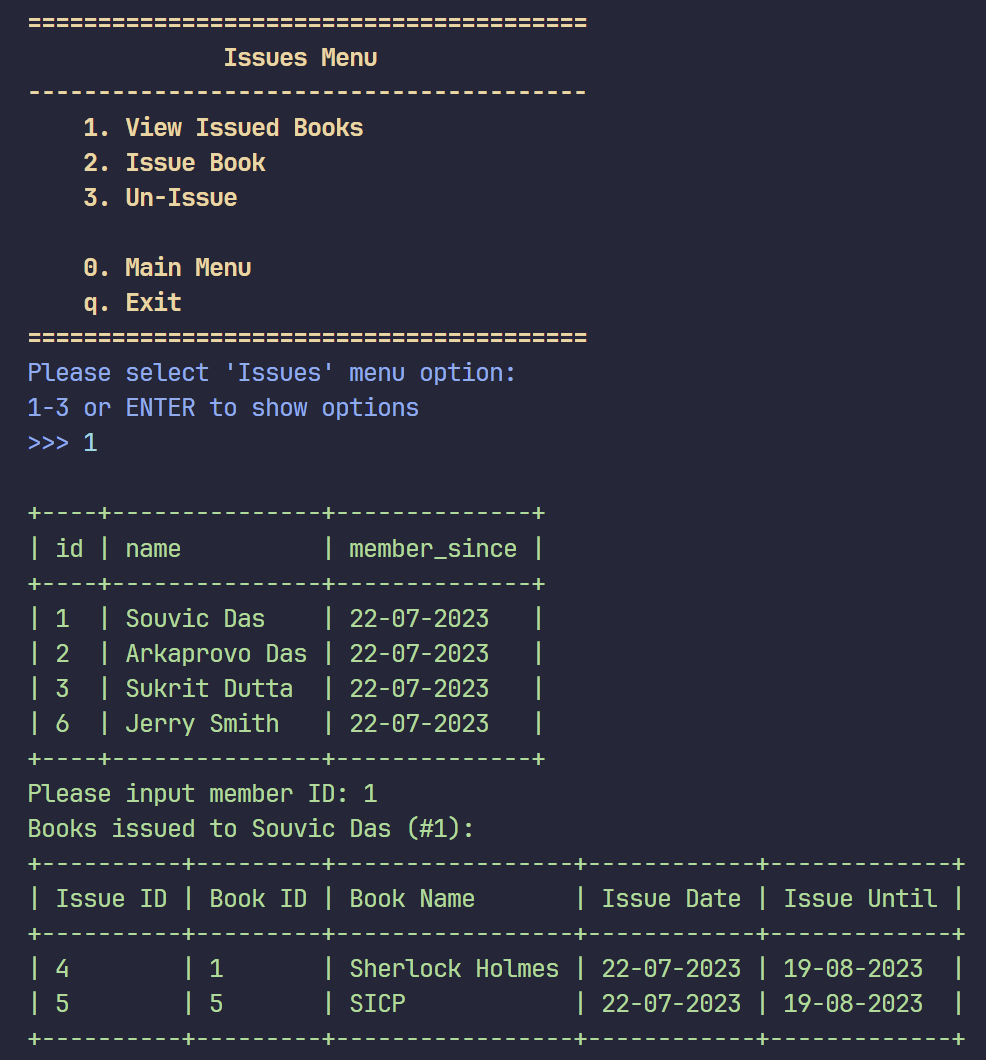 ========================================
              Issues Menu
----------------------------------------
    1. View Issued Books
    2. Issue Book
    3. Un-Issue

    0. Main Menu
    q. Exit
========================================
Please select 'Issues' menu option:
1-3 or ENTER to show options
>>> 1

+----+---------------+--------------+
| id | name          | member_since |
+----+---------------+--------------+
| 1  | Souvic Das    | 22-07-2023   |
| 2  | Arkaprovo Das | 22-07-2023   |
| 3  | Sukrit Dutta  | 22-07-2023   |
| 6  | Jerry Smith   | 22-07-2023   |
+----+---------------+--------------+
Please input member ID: 1
Books issued to Souvic Das (#1):
+----------+---------+-----------------+------------+-------------+
| Issue ID | Book ID | Book Name       | Issue Date | Issue Until |
+----------+---------+-----------------+------------+-------------+
| 4        | 1       | Sherlock Holmes | 22-07-2023 | 19-08-2023  |
| 5        | 5       | SICP            | 22-07-2023 | 19-08-2023  |
+----------+---------+-----------------+------------+-------------+